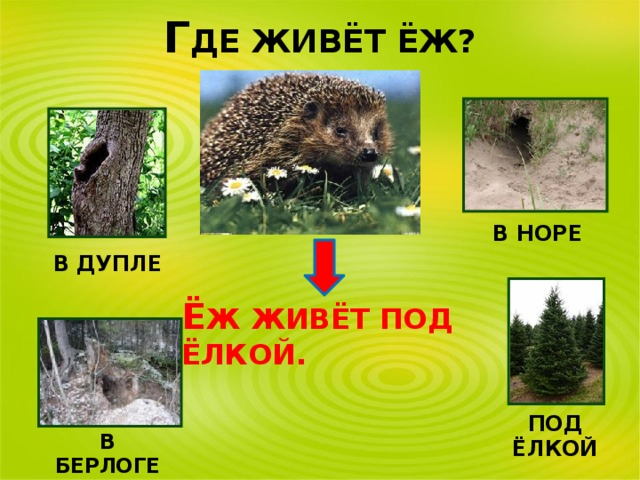 ГДЕ ЖИВЁТ ЁЖ?
В НОРЕ
В ДУПЛЕ
ЁЖ ЖИВЁТ ПОД
ЁЛКОЙ.
ПОД
ЁЛКОЙ
В
БЕРЛОГЕ